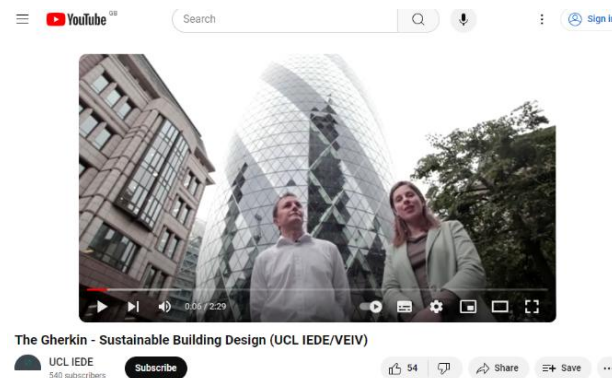 YouTube GB
Search
Sign i
0:06 / 2:29
The Gherkin - Sustainable Building Design (UCL IEDE/VEIV)
UCL IEDE
540 subscribers
Subscribe
54
Share
Save